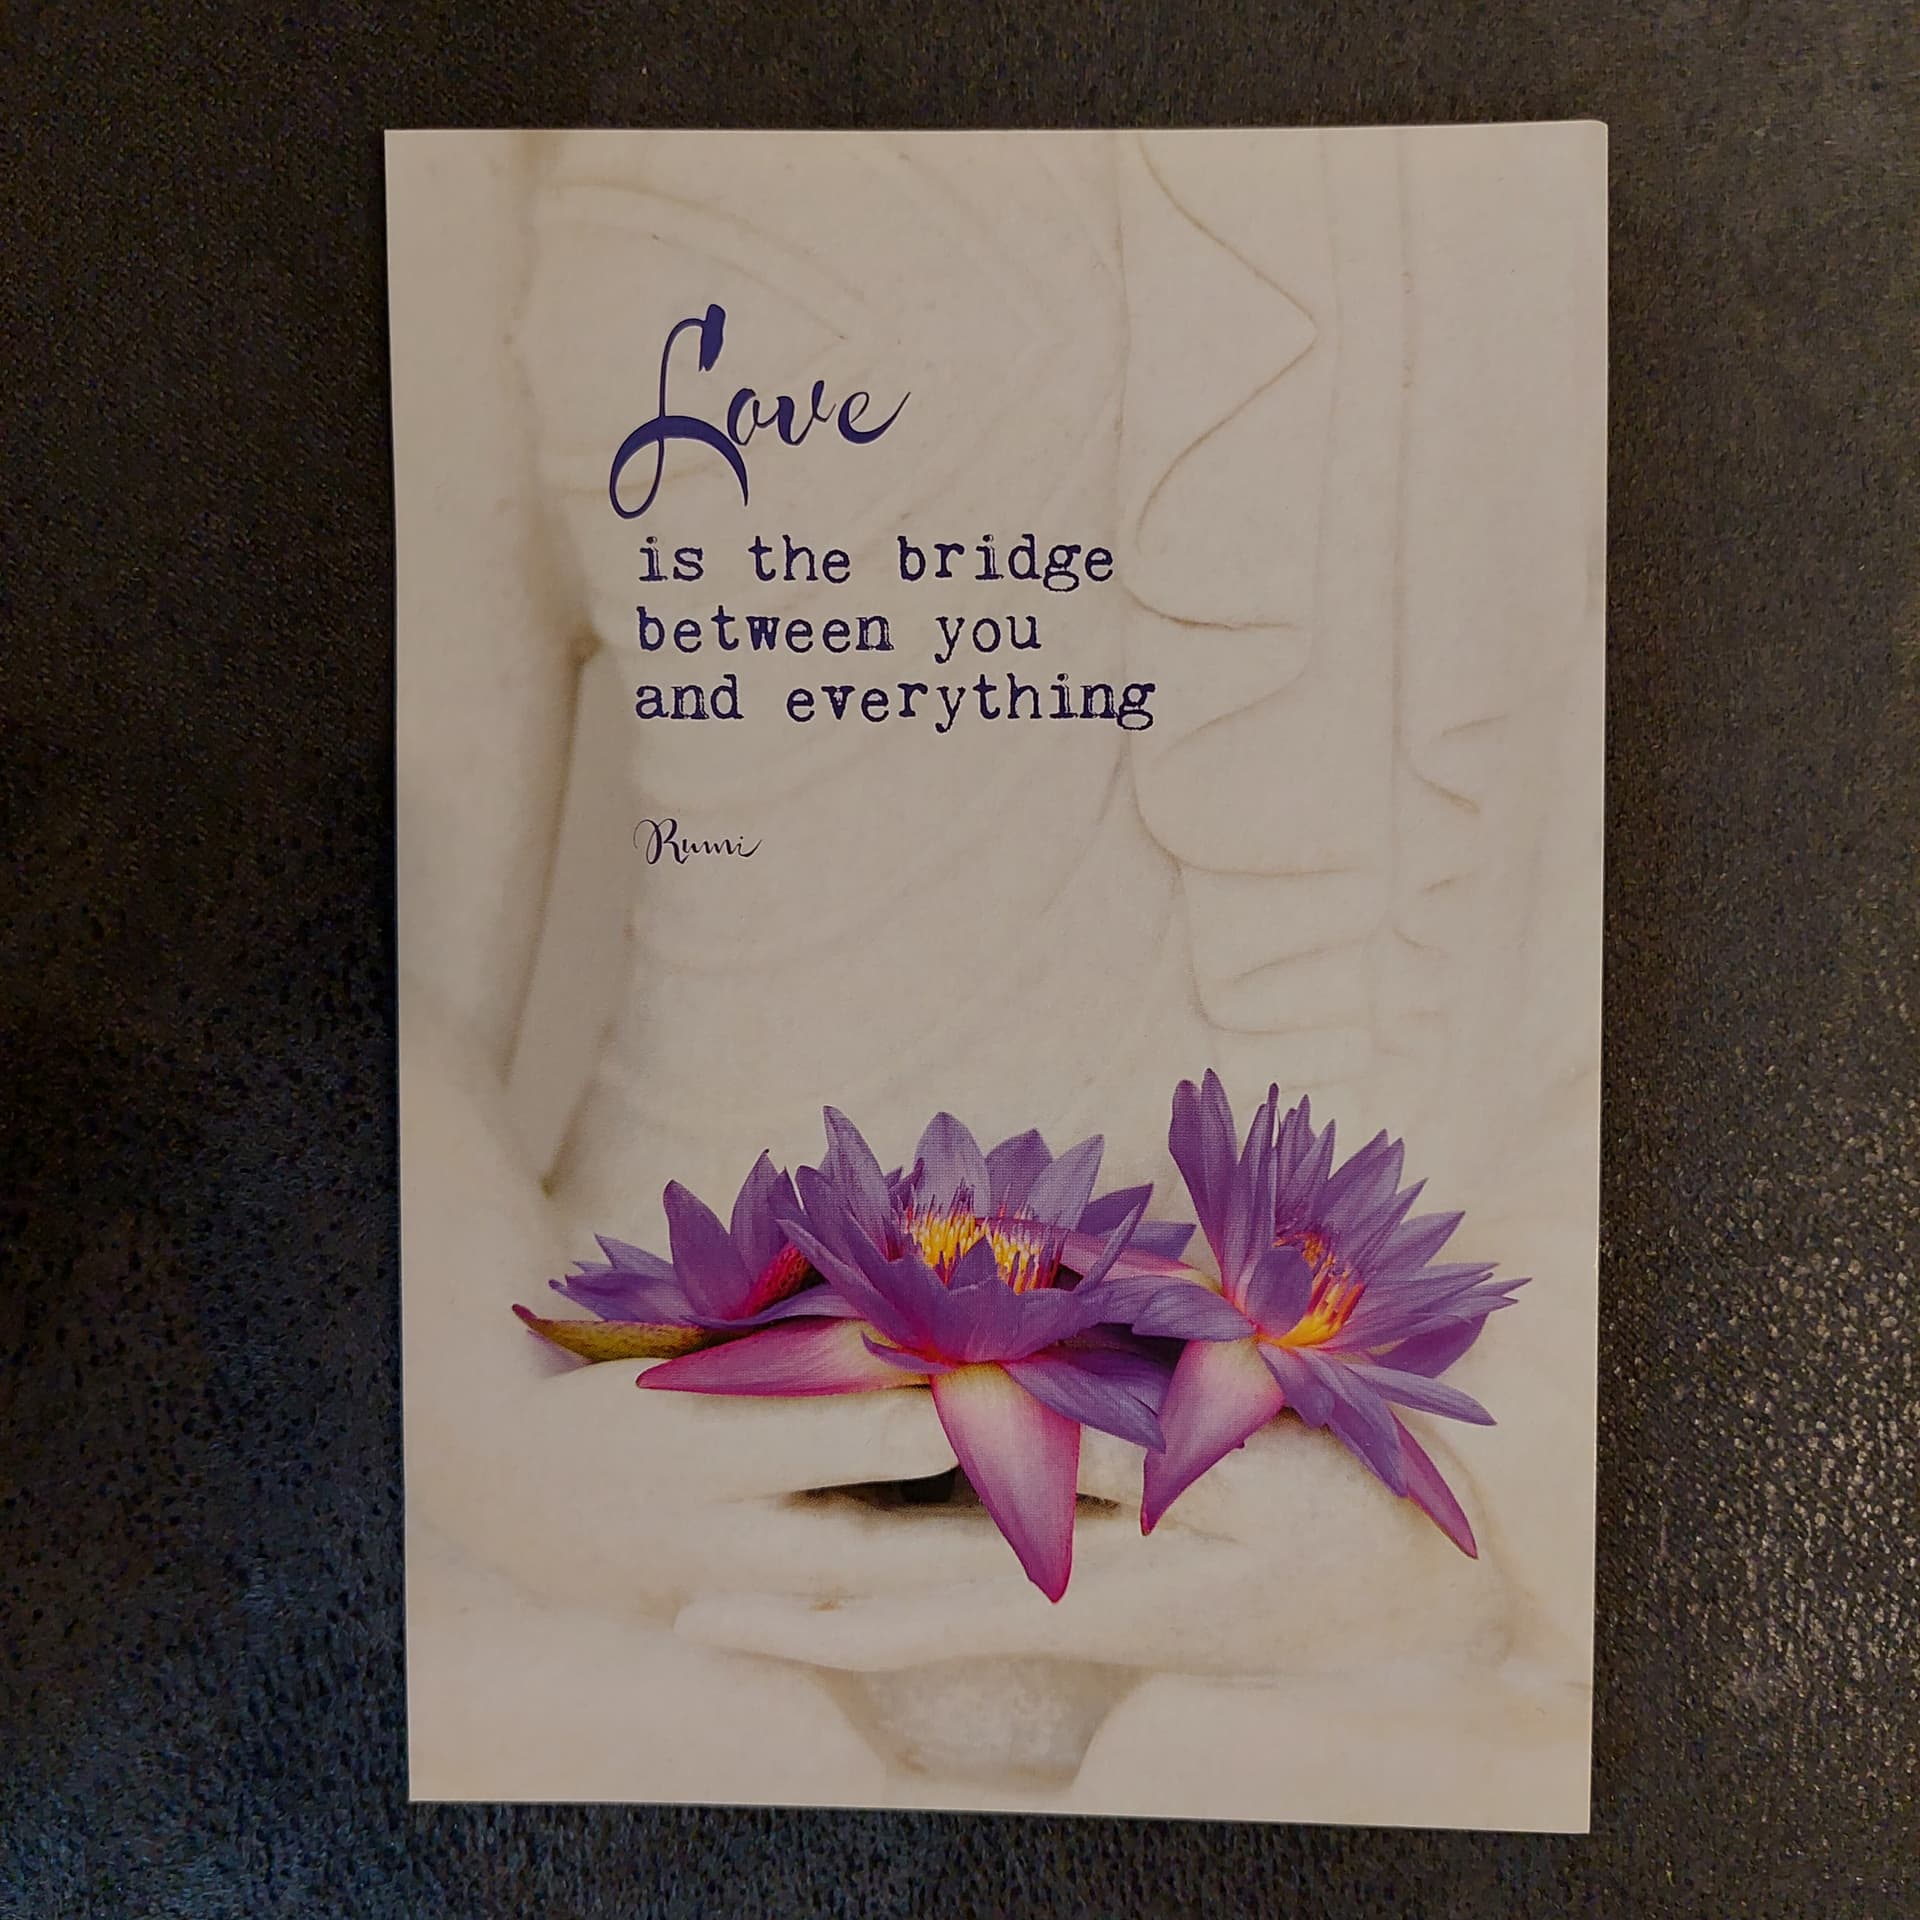 Love
is the bridge
between you
and everything
Rumi